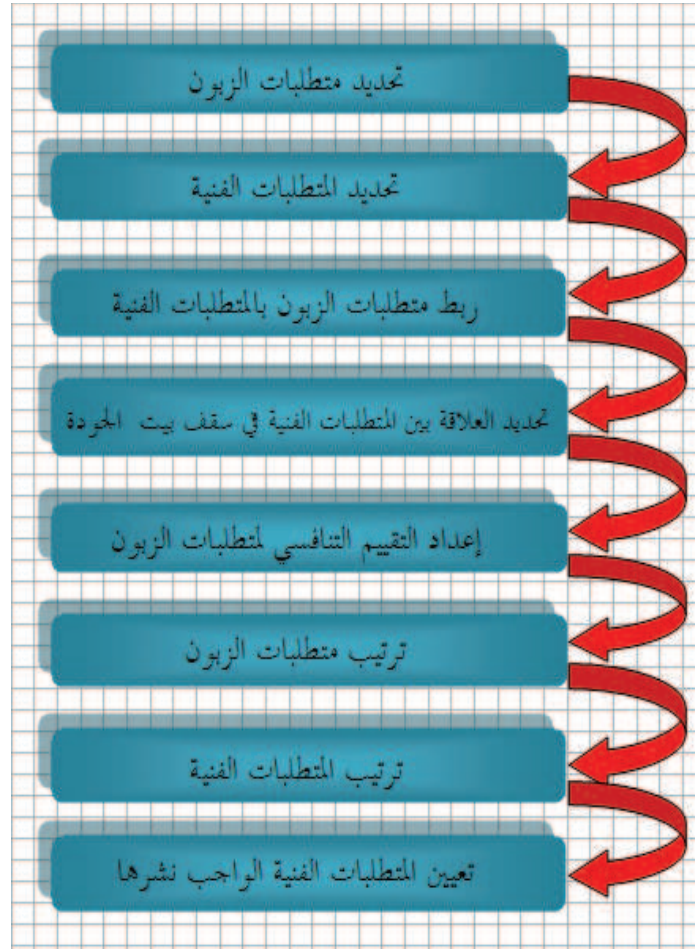 تحديد متطلبات الزبون
تحديد المتطلبات الفنية
ربط متطلبات الزبون بالمتطلبات الفنية
تحديد العلاقة بين المتطلبات الفنية في سقف بيت الجودة
إعداد التقييم التنافسي لمتطلبات الزبون
ترتيب متطلبات الزبون
ترتيب المتطلبات الفنية
تعيين المتطلبات الفنية الواجب نشرها